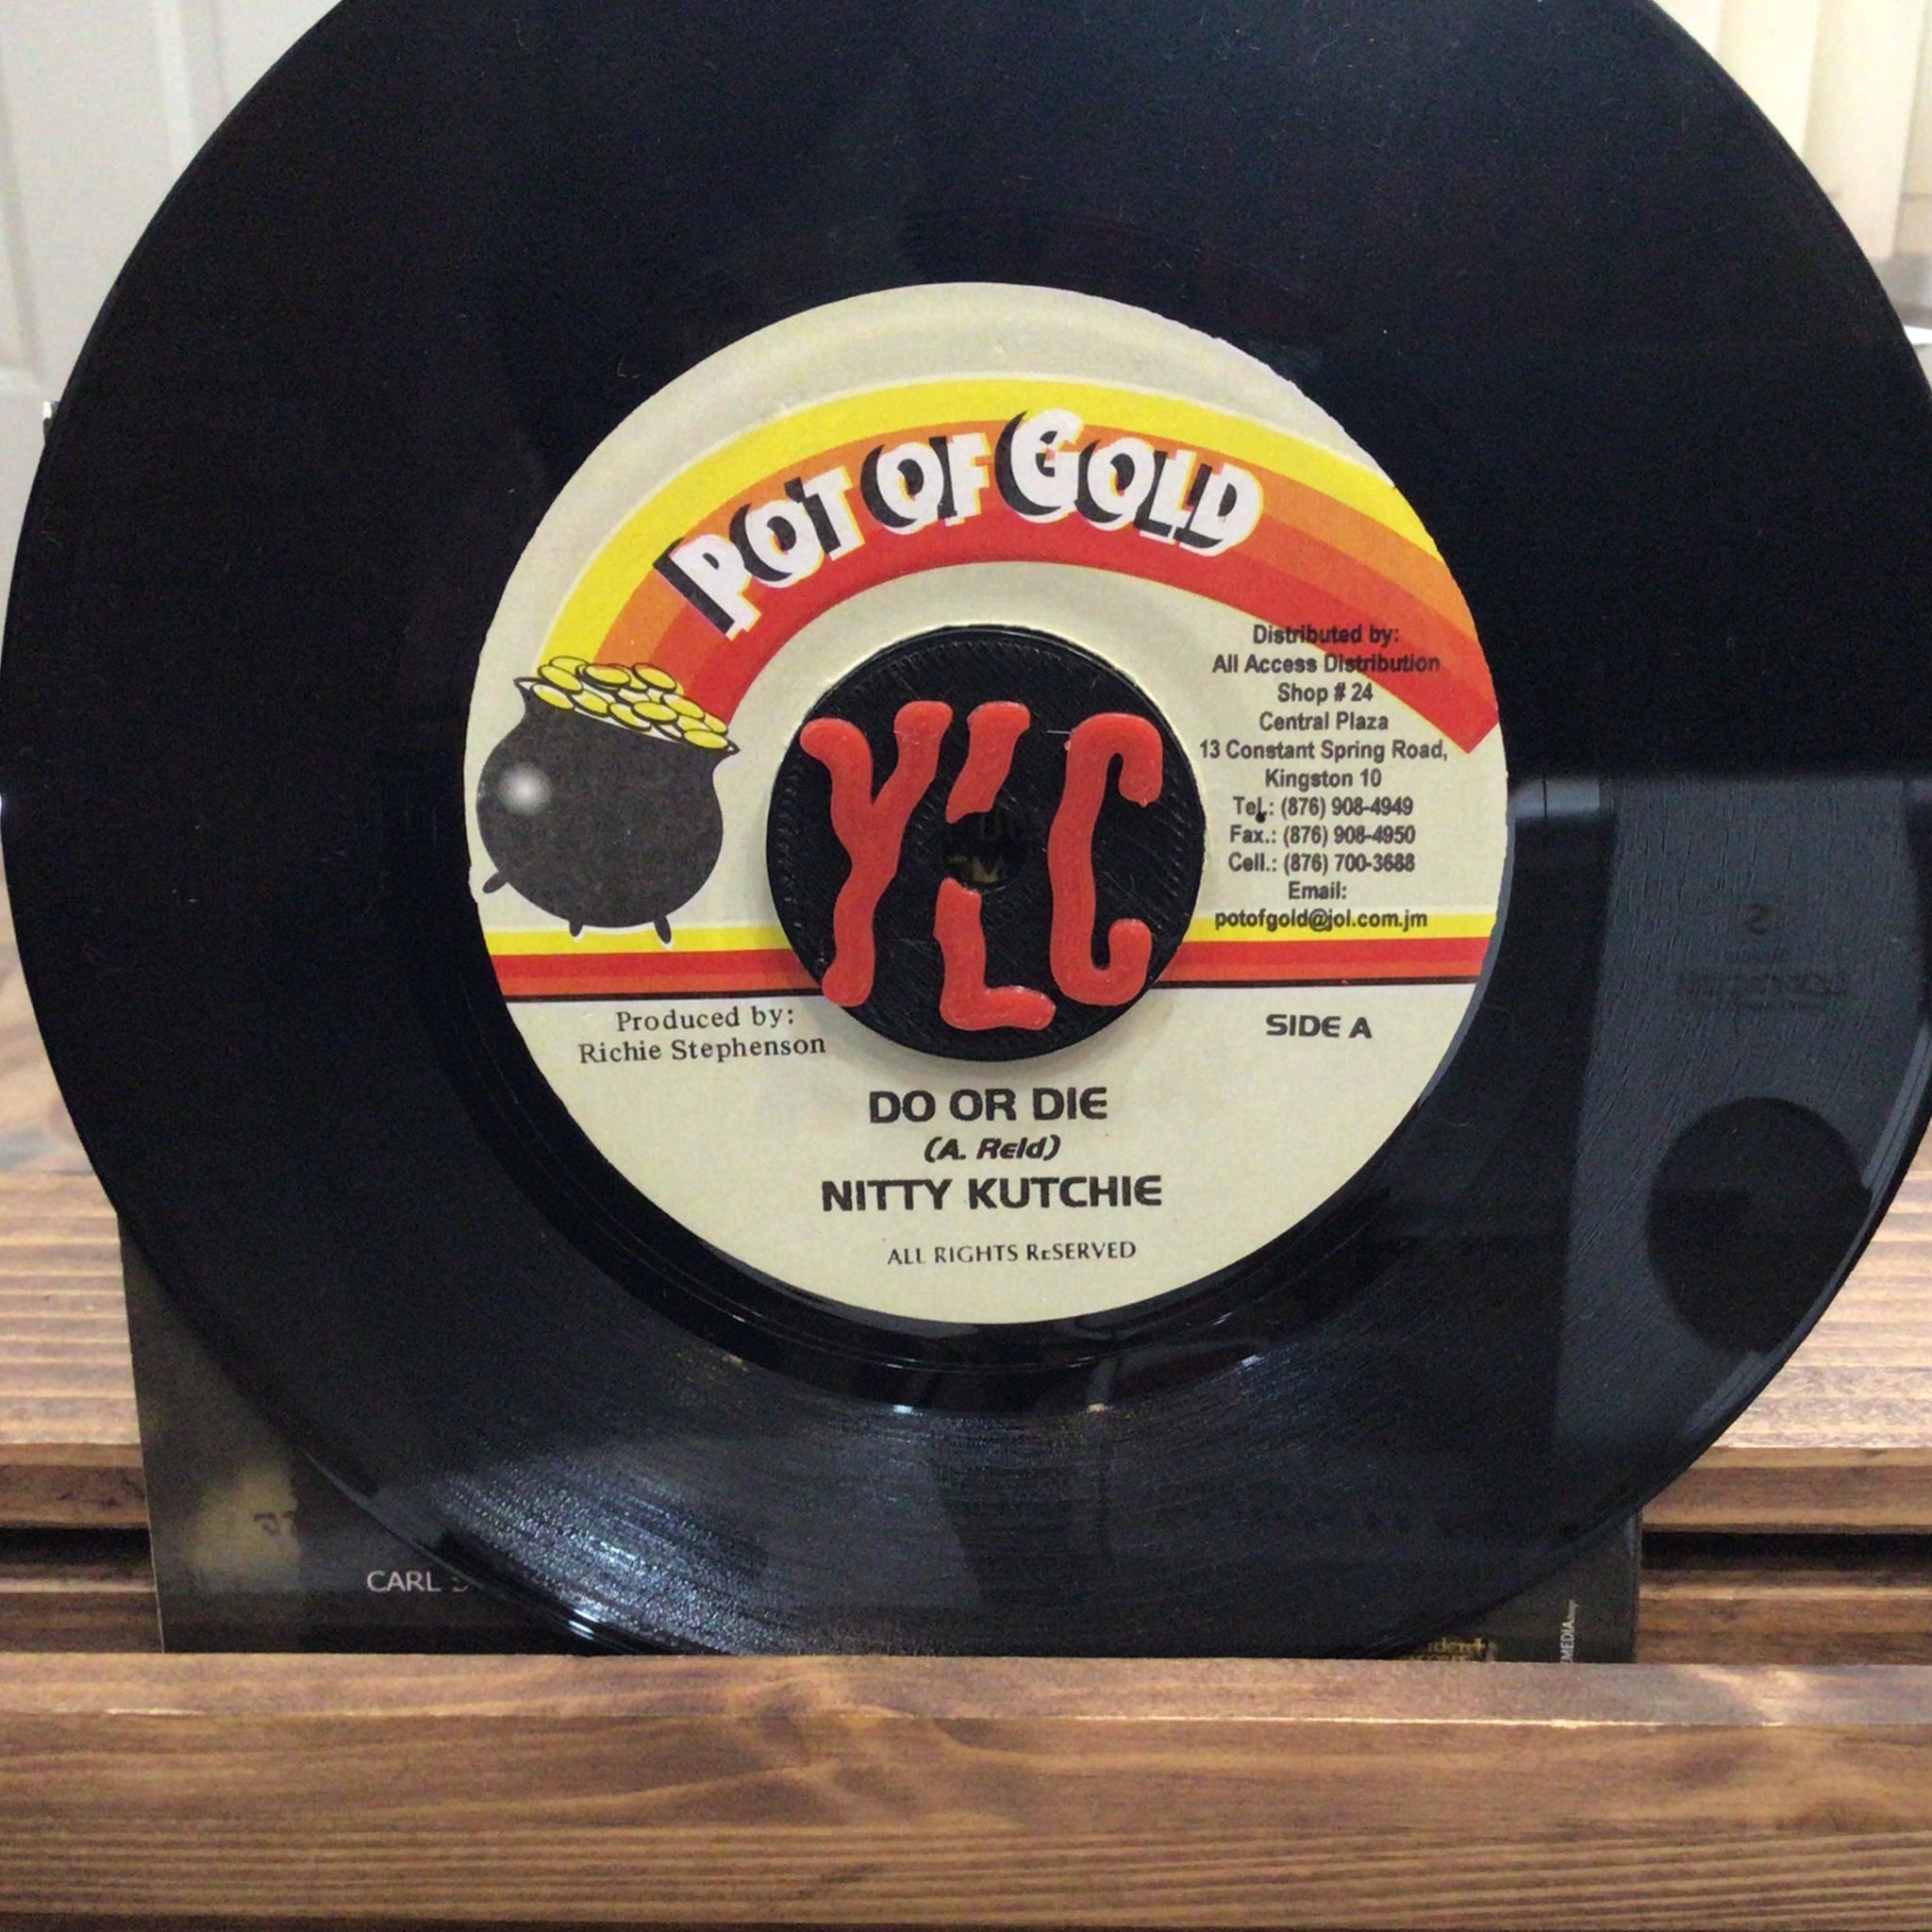 POT OF GOLD
Distributed by:
All Access Distribution
Shop # 24
Central Plaza
13 Constant Spring Road,
Kingston 10
Tel.: (876) 908-4949
Fax.: (876) 908-4950
Cell.: (876) 700-3688
Email:
potofgold@jol.com.jm
YLC
Produced by:
Richie Stephenson
SIDE A
DO OR DIE
(A. Reid)
NITTY KUTCHIE
ALL RIGHTS RESERVED
CARL